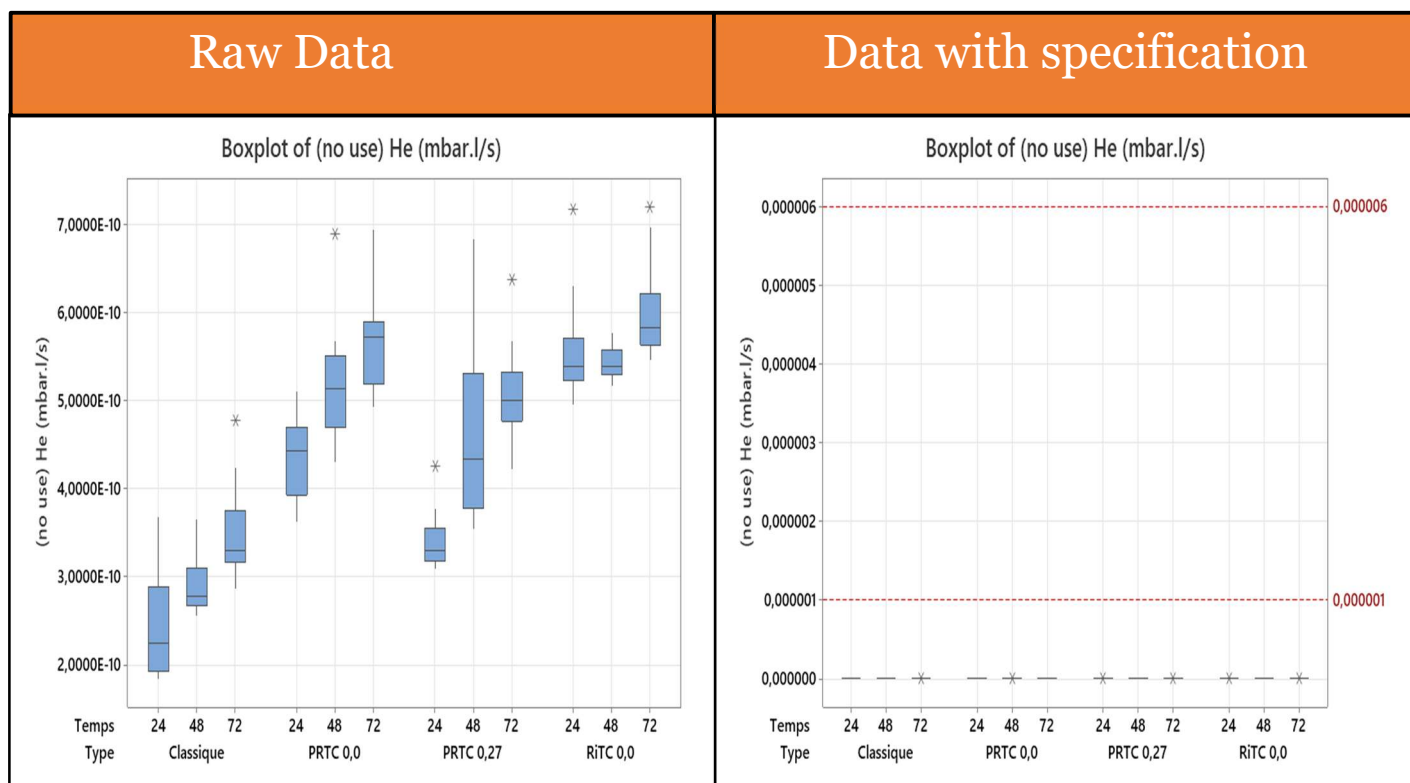 Raw Data
Data with specification
Boxplot of (no use) He (mbar.l/s)
7,0000E-10
6,0000E-10
5,0000E-10
4,0000E-10
3,0000E-10
2,0000E-10
(no use) He (mbar.l/s)
Temps 24 48 72 24 48 72 24 48 72 24 48 72
Type Classique PRTC 0,0 PRTC 0,27 RiTC 0,0
Boxplot of (no use) He (mbar.l/s)
0,000006 0,000006
0,000005
0,000004
0,000003
0,000002
0,000001 0,000001
0,000000
(no use) He (mbar.l/s)
Temps 24 48 72 24 48 72 24 48 72 24 48 72
Type Classique PRTC 0,0 PRTC 0,27 RiTC 0,0